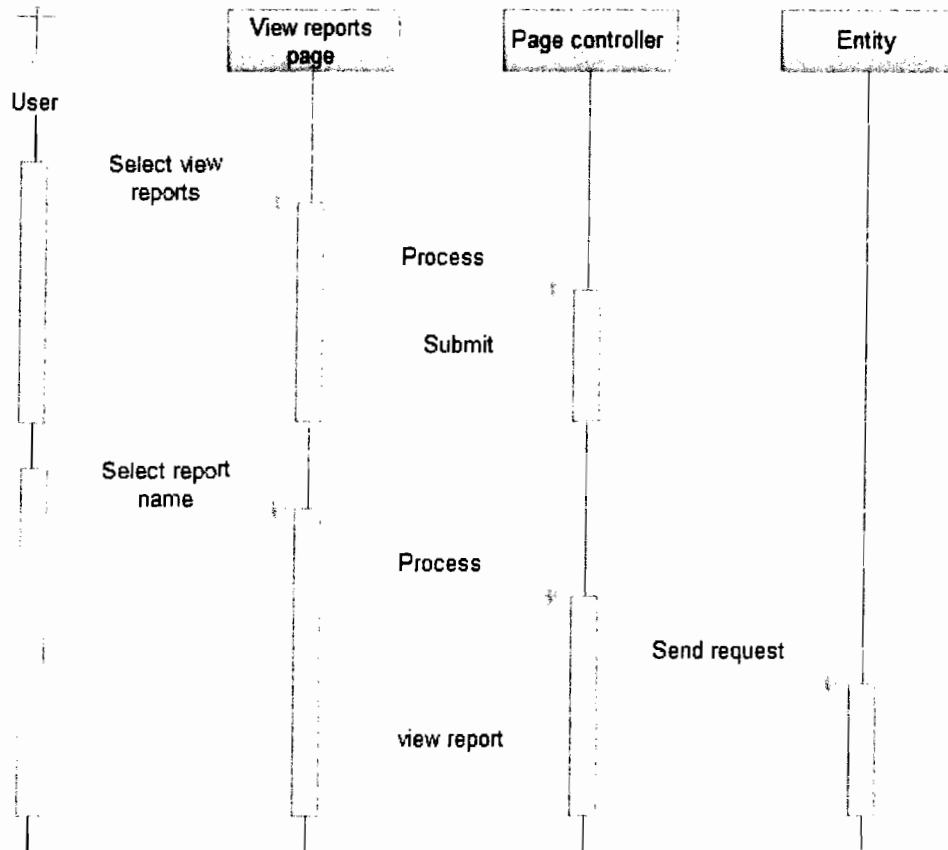 View reports
page
Page controller
Entity
User
Select view
reports
Process
Submit
Select report
name
Process
Send request
view report